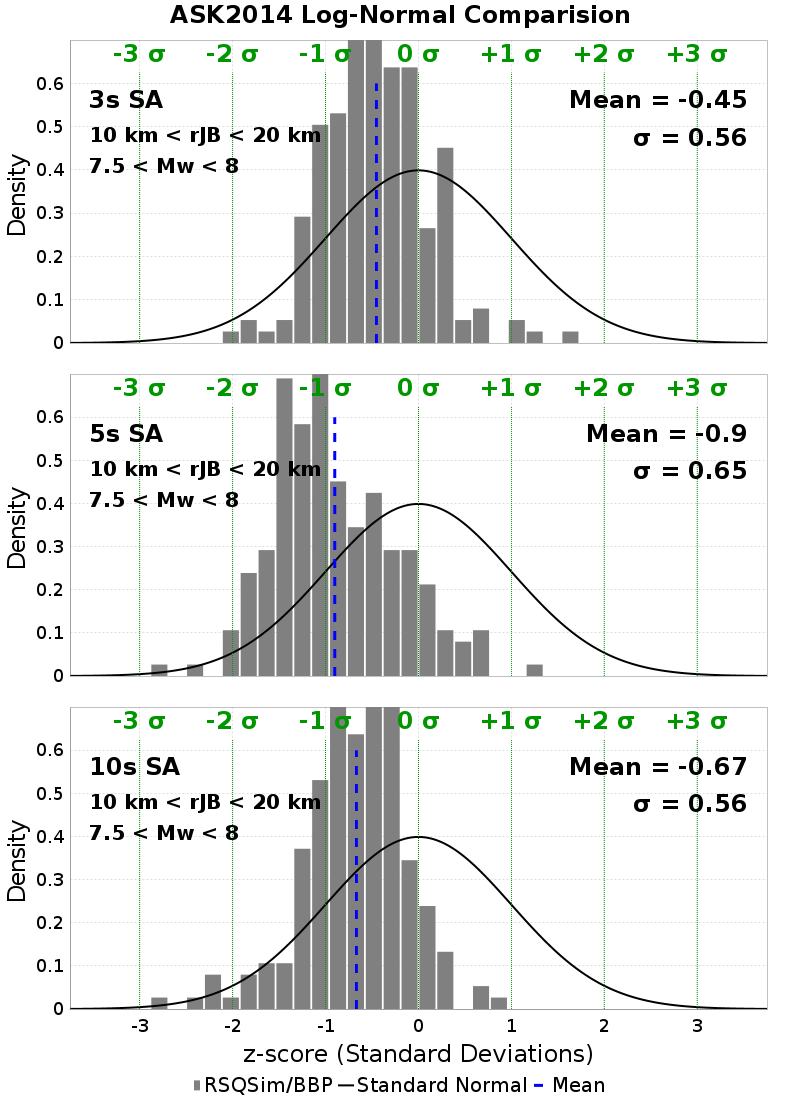 ASK2014 Log-Normal Comparision
-3 σ -2 σ -1 σ 0 σ +1 σ +2 σ +3 σ
0.6
3s SA Mean = -0.45
0.5
10 km < rJB < 20 km σ = 0.56
7.5 < Mw < 8
0.4
0.3
0.2
0.1
0
Density
-3 σ -2 σ -1 σ 0 σ +1 σ +2 σ +3 σ
0.6
5s SA Mean = -0.9
0.5
10 km < rJB < 20 km σ = 0.65
7.5 < Mw < 8
0.4
0.3
0.2
0.1
0
Density
-3 σ -2 σ -1 σ 0 σ +1 σ +2 σ +3 σ
0.6
10s SA Mean = -0.67
0.5
10 km < rJB < 20 km σ = 0.56
7.5 < Mw < 8
0.4
0.3
0.2
0.1
0
Density
-3 -2 -1 0 1 2 3
z-score (Standard Deviations)
RSQSim/BBP Standard Normal Mean